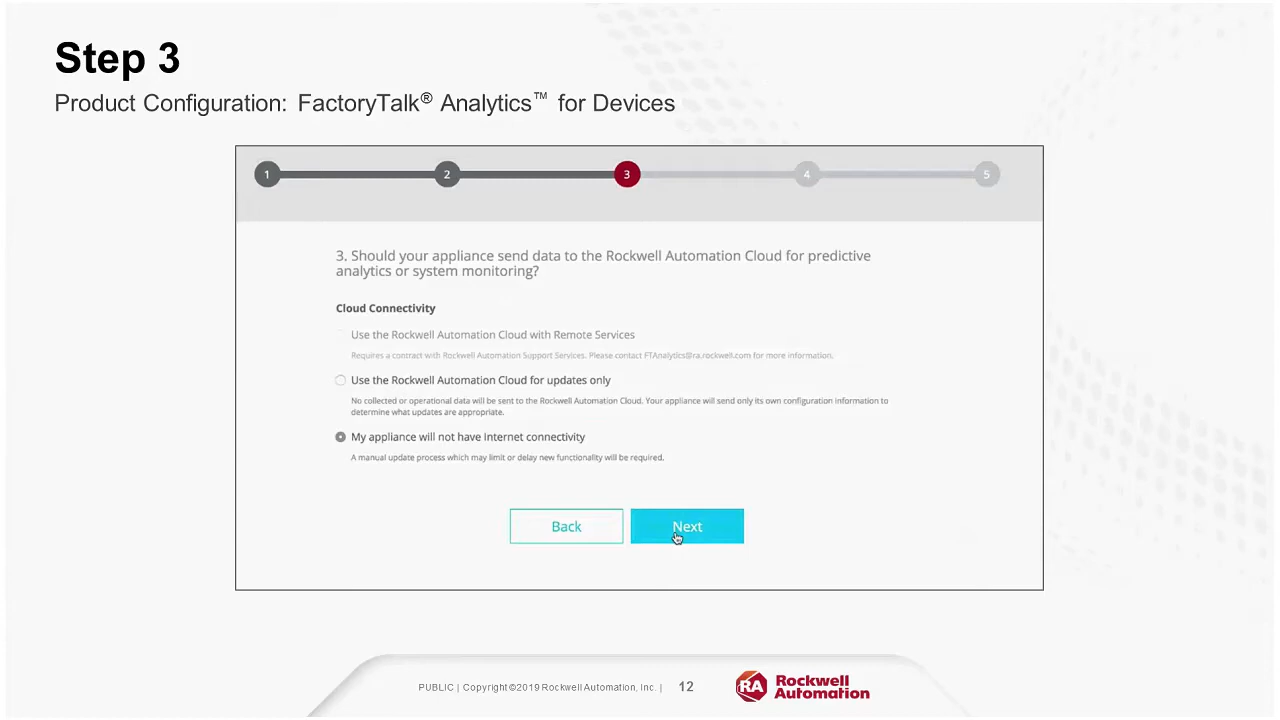 Step 3
Product Configuration: FactoryTalk® Analytics™ for Devices
1 2 3 4 5
3. Should your appliance send data to the Rockwell Automation Cloud for predictive
analytics or system monitoring?
Cloud Connectivity
Use the Rockwell Automation Cloud with Remote Services
Requires a contract with Rockwell Automation Support Services. Please contact FTAnalytics@ra.rockwell.com for more information.
Use the Rockwell Automation Cloud for updates only
No collected or operational data will be sent to the Rockwell Automation Cloud. Your appliance will send only its own configuration information to
determine what updates are appropriate.
My appliance will not have internet connectivity
A manual update process which may limit or delay new functionality will be required.
Back Next
PUBLIC | Copyright ©2019 Rockwell Automation, Inc. | 12
RA Rockwell
Automation